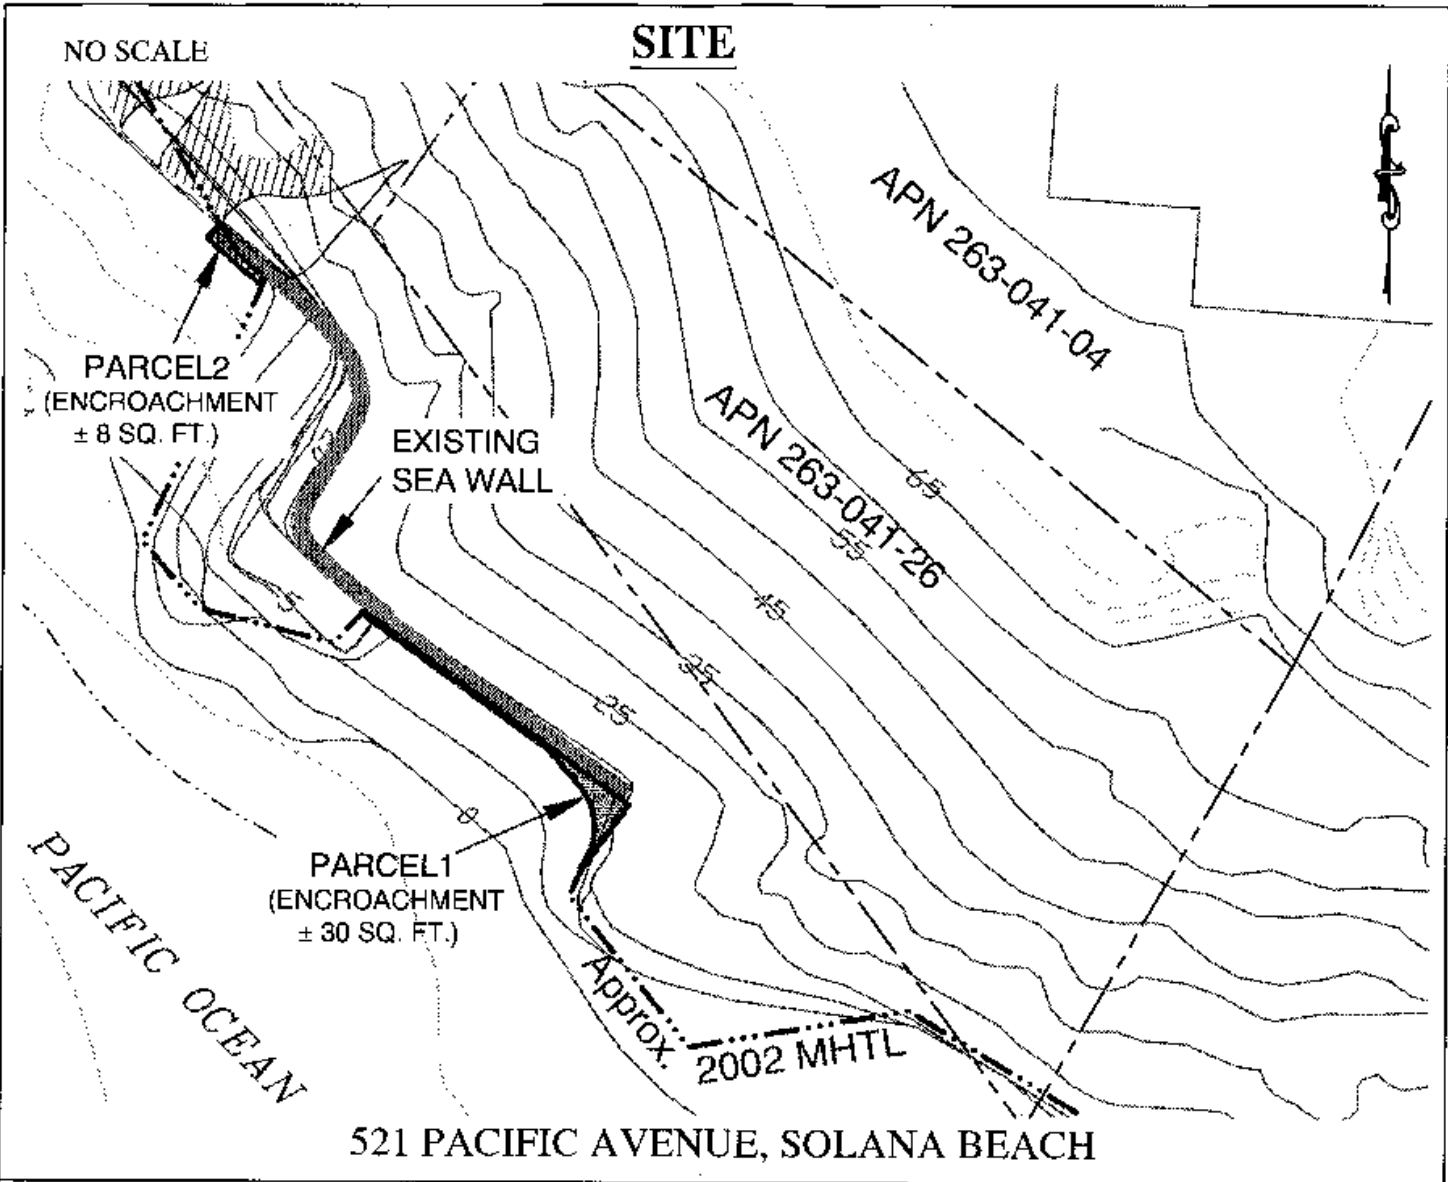 SITE
NO SCALE
APN 263-041-04
PARCEL2
(ENCROACHMENT
± 8 SQ. FT.)
EXISTING
SEA WALL
APN 263-041-26
65
55
45
35
25
5
0
PARCEL1
(ENCROACHMENT
± 30 SQ. FT.)
PACIFIC OCEAN
Approx.
2002 MHTL
521 PACIFIC AVENUE, SOLANA BEACH